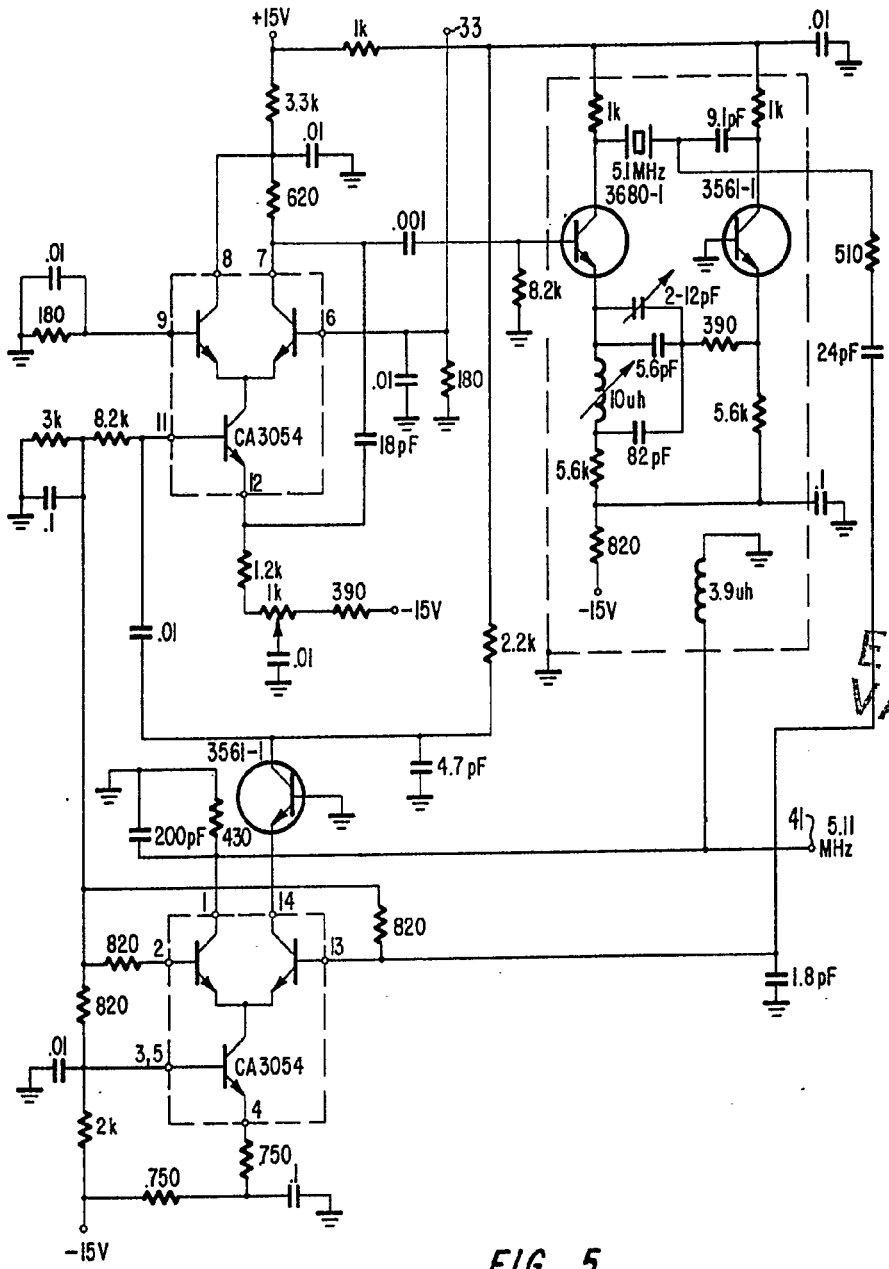 +15V
1k
33
.01
3.3k
.01
620
1k
9.1pF
1k
5.1MHz
3680-1
3561-1
.001
510
8
7
.01
180
9
6
8.2k
2-12pF
390
5.6pF
24pF
.01
180
10uh
3k
8.2k
11
CA3054
18pF
5.6k
82pF
5.6k
12
.1
.1
820
1.2k
1k
390
-15V
-15V
3.9uh
.01
.01
2.2k
3561-1
4.7pF
200pF
430
41
5.11
MHz
1
14
820
820
2
13
820
1.8pF
.01
3,5
CA3054
4
2k
.750
.750
.1
-15V
FIG. 5